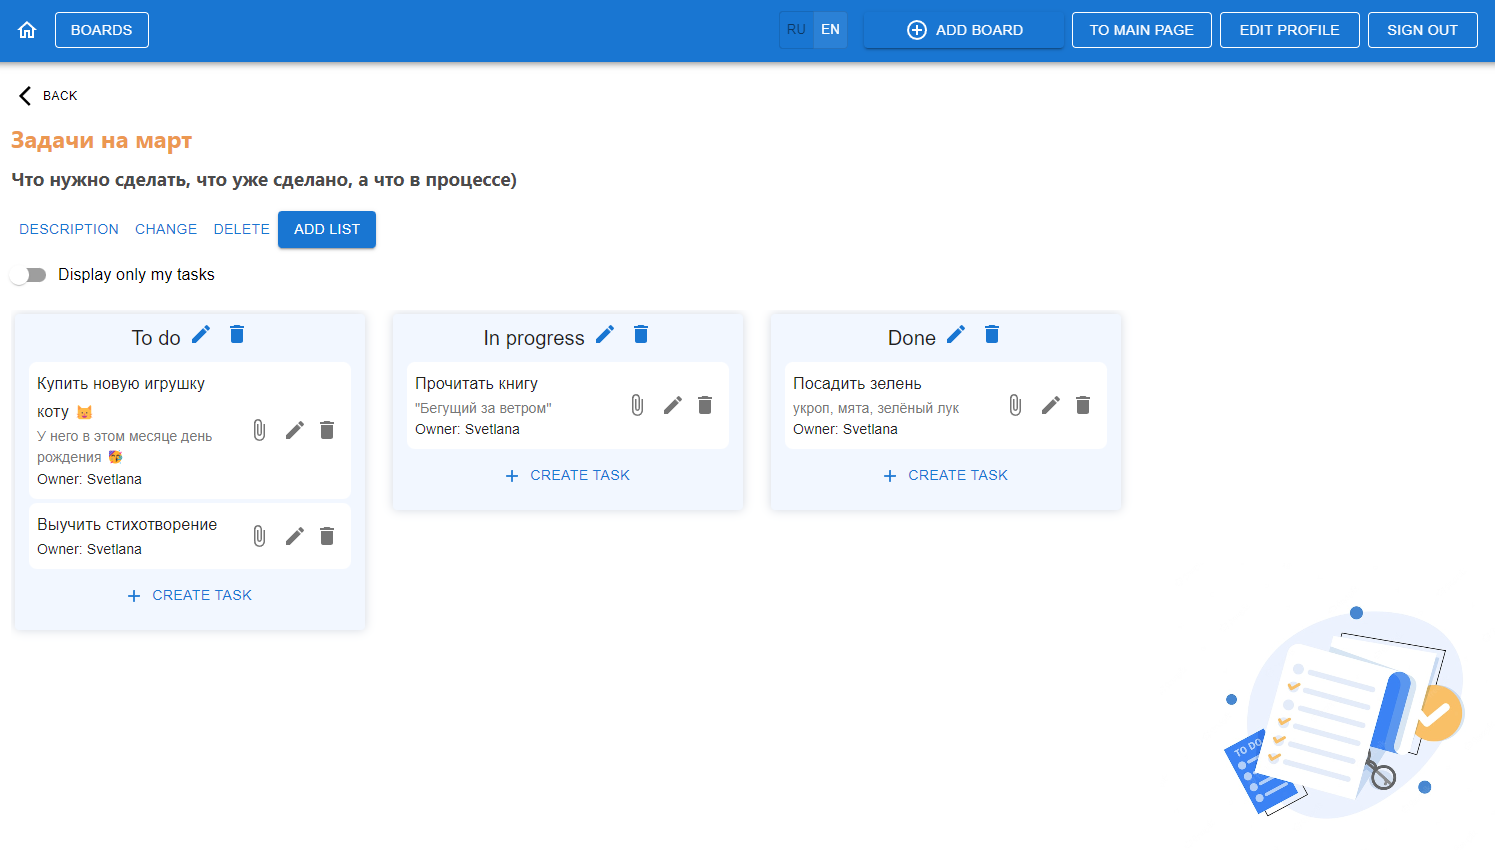 BOARDS
RU EN
ADD BOARD
TO MAIN PAGE
EDIT PROFILE
SIGN OUT
BACK
Задачи на март
Что нужно сделать, что уже сделано, а что в процессе)
DESCRIPTION CHANGE DELETE ADD LIST
Display only my tasks
To do
Купить новую игрушку
коту 🐱
У него в этом месяце день
рождения 🥳
Owner: Svetlana
Выучить стихотворение
Owner: Svetlana
+ CREATE TASK
In progress
Прочитать книгу
"Бегущий за ветром"
Owner: Svetlana
+ CREATE TASK
Done
Посадить зелень
укроп, мята, зелёный лук
Owner: Svetlana
+ CREATE TASK
TO DO